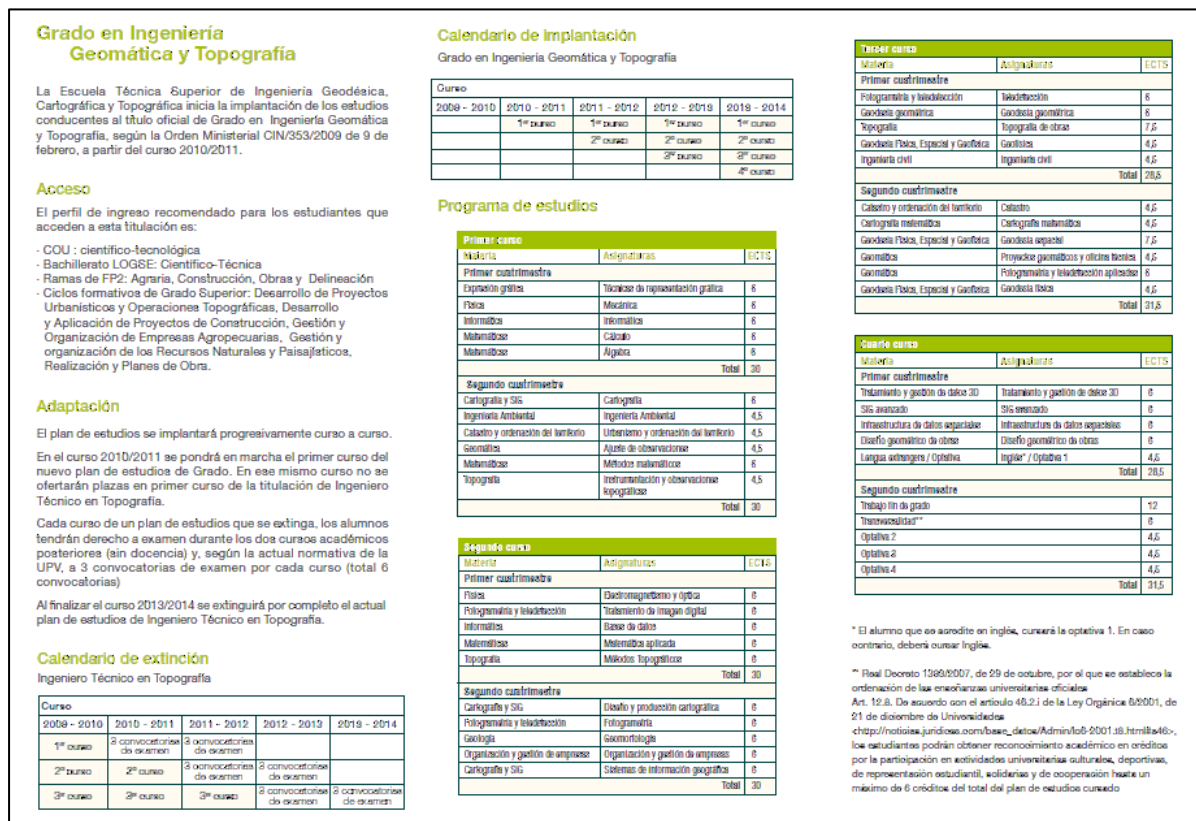 Grado en Ingeniería
Geomática y Topografía
La Escuela Técnica Superior de Ingeniería Geodésica,
Cartográfica y Topográfica inicia la implantación de los estudios
conducentes al título oficial de Grado en Ingeniería Geomática
y Topografía, según la Orden Ministerial CIN/353/2009 de 9 de
febrero, a partir del curso 2010/2011.
Acceso
El perfil de ingreso recomendado para los estudiantes que
acceden a esta titulación es:
- COU : científico-tecnológica
- Bachillerato LOGSE: Científico-Técnica
- Ramas de FP2: Agraria, Construcción, Obras y Delineación
- Ciclos formativos de Grado Superior: Desarrollo de Proyectos
Urbanísticos y Operaciones Topográficas, Desarrollo
y Aplicación de Proyectos de Construcción, Gestión y
Organización de Empresas Agropecuarias, Gestión y
organización de los Recursos Naturales y Paisajísticos,
Realización y Planes de Obra.
Adaptación
El plan de estudios se implantará progresivamente curso a curso.
En el curso 2010/2011 se pondrá en marcha el primer curso del
nuevo plan de estudios de Grado. En ese mismo curso no se
ofertarán plazas en primer curso de la titulación de Ingeniero
Técnico en Topografía.
Cada curso de un plan de estudios que se extinga, los alumnos
tendrán derecho a examen durante los dos cursos académicos
posteriores (sin docencia) y, según la actual normativa de la
UPV, a 3 convocatorias de examen por cada curso (total 6
convocatorias)
Al finalizar el curso 2013/2014 se extinguirá por completo el actual
plan de estudios de Ingeniero Técnico en Topografía.
Calendario de extinción
Ingeniero Técnico en Topografía
Curso
2009 - 2010 2010 - 2011 2011 - 2012 2012 - 2013 2013 - 2014
1er curso 3 convocatorias de examen 3 convocatorias de examen
2º curso 2º curso 3 convocatorias de examen 3 convocatorias de examen
3er curso 3er curso 3er curso 3 convocatorias de examen 3 convocatorias de examen
Calendario de implantación
Grado en Ingeniería Geomática y Topografía
Curso
2009 - 2010 2010 - 2011 2011 - 2012 2012 - 2013 2013 - 2014
1er curso 1er curso 1er curso 1er curso
2º curso 2º curso 2º curso
3er curso 3er curso
4º curso
Programa de estudios
Primer curso
Materia Asignaturas ECTS
Primer cuatrimestre
Expresión gráfica Técnicas de representación gráfica 6
Física Mecánica 6
Informática Informática 6
Matemáticas Cálculo 6
Matemáticas Álgebra 6
Total 30
Segundo cuatrimestre
Cartografía y SIG Cartografía 6
Ingeniería Ambiental Ingeniería Ambiental 4,5
Catastro y ordenación del territorio Urbanismo y ordenación del territorio 4,5
Geomática Ajuste de observaciones 4,5
Matemáticas Métodos matemáticos 6
Topografía Instrumentación y observaciones topográficas 4,5
Total 30
Segundo curso
Materia Asignaturas ECTS
Primer cuatrimestre
Física Electromagnetismo y óptica 6
Fotogrametría y teledetección Tratamiento de imagen digital 6
Informática Bases de datos 6
Matemáticas Matemática aplicada 6
Topografía Métodos Topográficos 6
Total 30
Segundo cuatrimestre
Cartografía y SIG Diseño y producción cartográfica 6
Fotogrametría y teledetección Fotogrametría 6
Geología Geomorfología 6
Organización y gestión de empresas Organización y gestión de empresas 6
Cartografía y SIG Sistemas de información geográfica 6
Total 30
Tercer curso
Materia Asignaturas ECTS
Primer cuatrimestre
Fotogrametría y teledetección Teledetección 6
Geodesia geométrica Geodesia geométrica 6
Topografía Topografía de obras 7,5
Geodesia Física, Espacial y Geofísica Geofísica 4,5
Ingeniería civil Ingeniería civil 4,5
Total 28,5
Segundo cuatrimestre
Catastro y ordenación del territorio Catastro 4,5
Cartografía matemática Cartografía matemática 4,5
Geodesia Física, Espacial y Geofísica Geodesia espacial 7,5
Geomática Proyectos geomáticos y oficina técnica 4,5
Geomática Fotogrametría y teledetección aplicadas 6
Geodesia Física, Espacial y Geofísica Geodesia física 4,5
Total 31,5
Cuarto curso
Materia Asignaturas ECTS
Primer cuatrimestre
Tratamiento y gestión de datos 3D Tratamiento y gestión de datos 3D 6
SIG avanzado SIG avanzado 6
Infraestructura de datos espaciales Infraestructura de datos espaciales 6
Diseño geométrico de obras Diseño geométrico de obras 6
Lengua extranjera / Optativa Inglés* / Optativa 1 4,5
Total 28,5
Segundo cuatrimestre
Trabajo fin de grado 12
Transversalidad** 6
Optativa 2 4,5
Optativa 3 4,5
Optativa 4 4,5
Total 31,5
* El alumno que se acredite en inglés, cursará la optativa 1. En caso
contrario, deberá cursar Inglés.
** Real Decreto 1393/2007, de 29 de octubre, por el que se establece la
ordenación de las enseñanzas universitarias oficiales
Art. 12.8. De acuerdo con el artículo 46.2.i de la Ley Orgánica 6/2001, de
21 de diciembre de Universidades
<http://noticias.juridicas.com/base_datos/Admin/lo6-2001.t8.html#a46>,
los estudiantes podrán obtener reconocimiento académico en créditos
por la participación en actividades universitarias culturales, deportivas,
de representación estudiantil, solidarias y de cooperación hasta un
máximo de 6 créditos del total del plan de estudios cursado